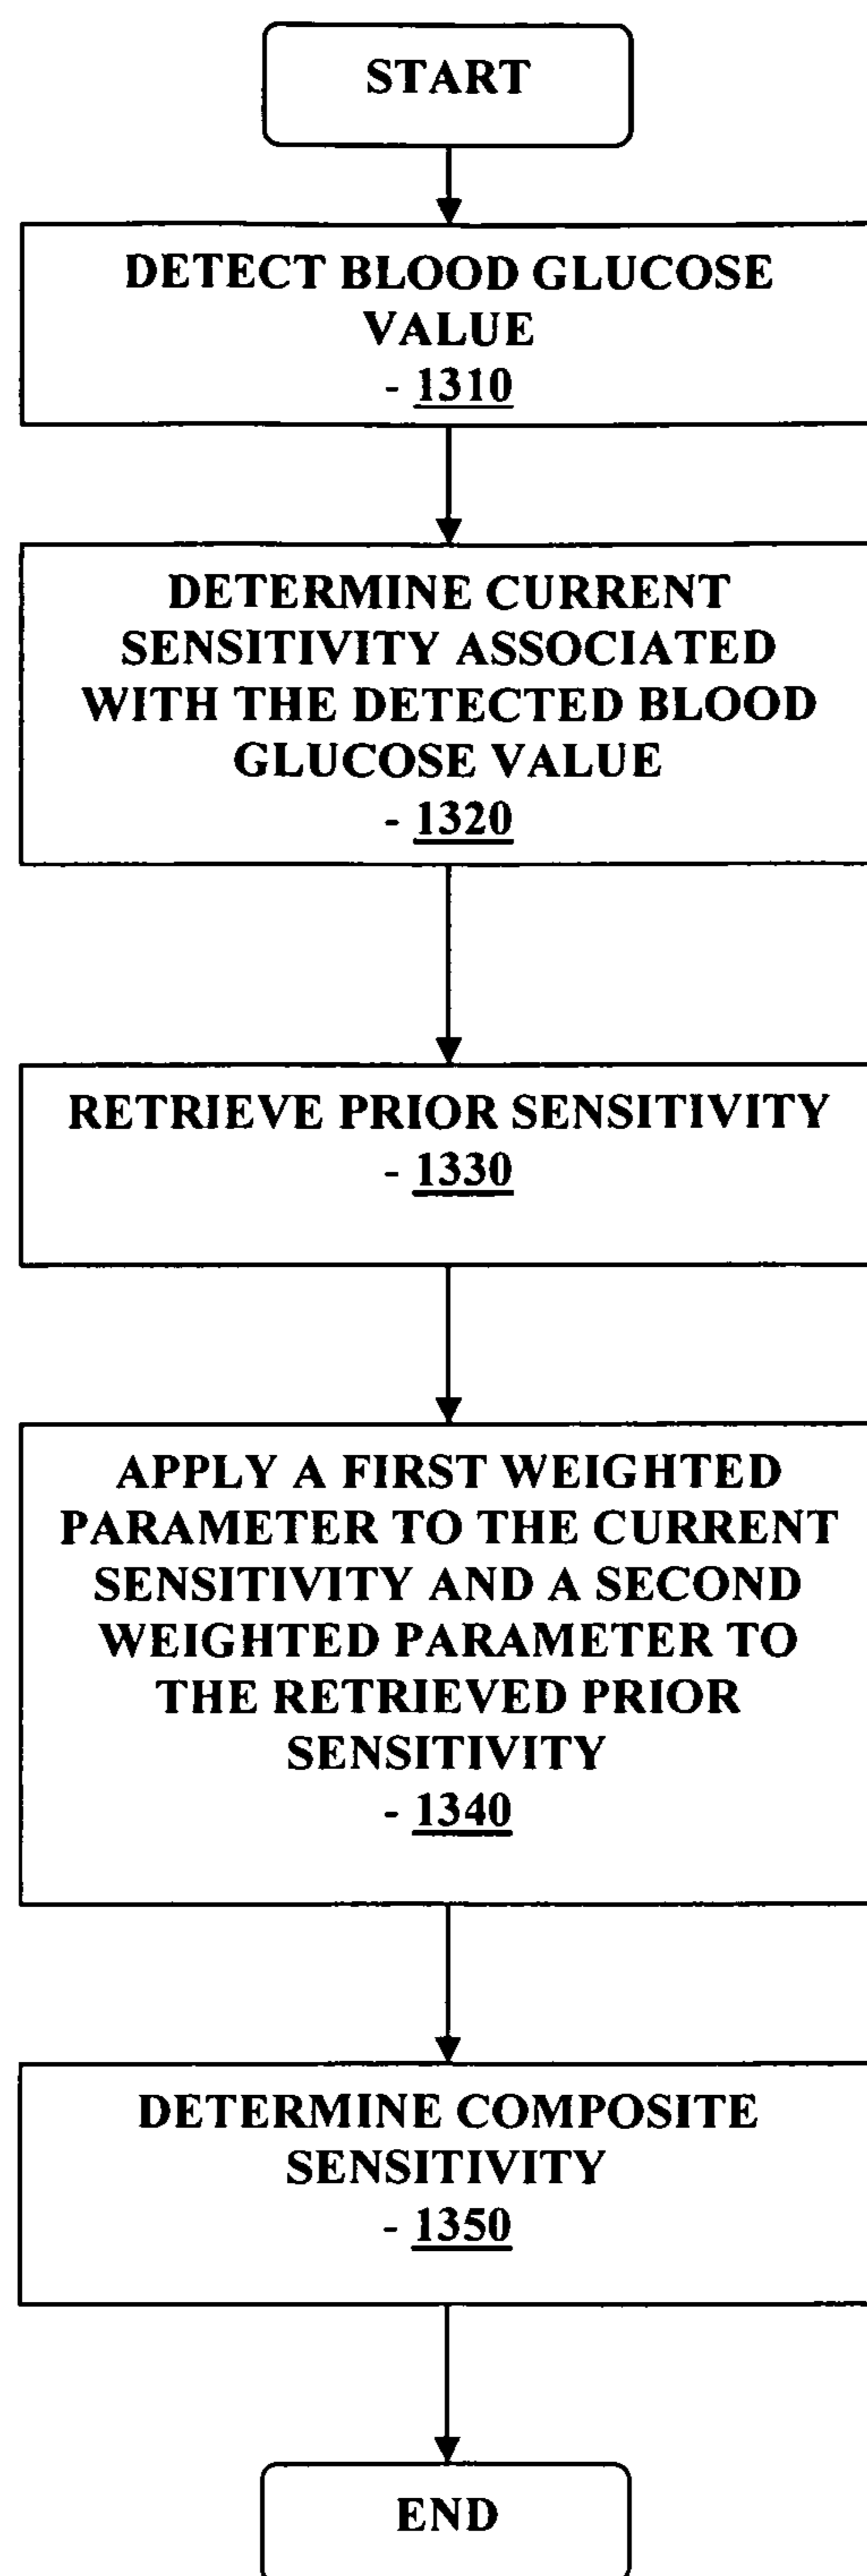 START
DETECT BLOOD GLUCOSE
VALUE
- 1310
DETERMINE CURRENT
SENSITIVITY ASSOCIATED
WITH THE DETECTED BLOOD
GLUCOSE VALUE
- 1320
RETRIEVE PRIOR SENSITIVITY
- 1330
APPLY A FIRST WEIGHTED
PARAMETER TO THE CURRENT
SENSITIVITY AND A SECOND
WEIGHTED PARAMETER TO
THE RETRIEVED PRIOR
SENSITIVITY
- 1340
DETERMINE COMPOSITE
SENSITIVITY
- 1350
END